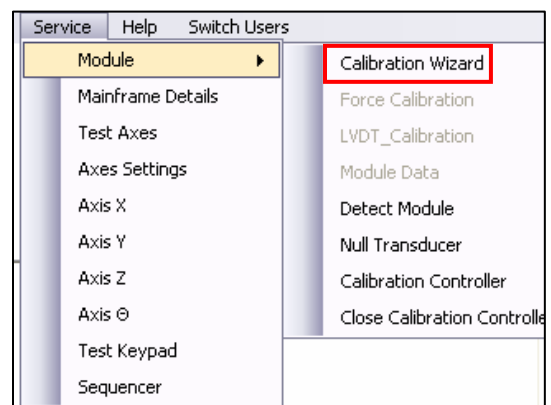 Service Help Switch Users
Module
Mainframe Details
Test Axes
Axes Settings
Axis X
Axis Y
Axis Z
Axis Θ
Test Keypad
Sequencer
Calibration Wizard
Force Calibration
LVDT_Calibration
Module Data
Detect Module
Null Transducer
Calibration Controller
Close Calibration Controlle